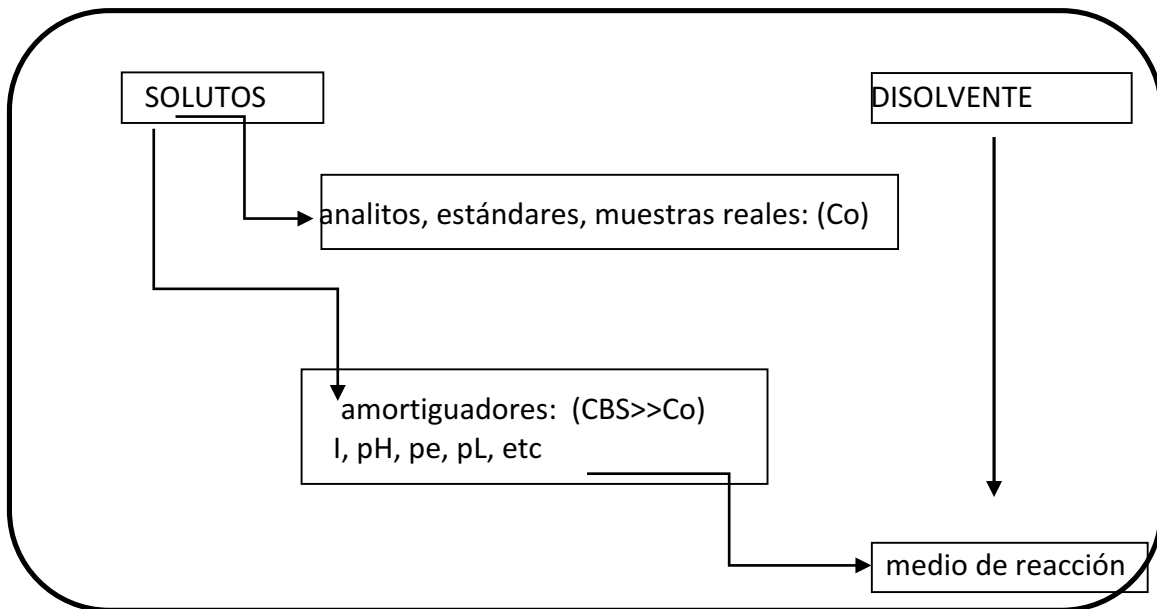 SOLUTOS
DISOLVENTE
analitos, estándares, muestras reales: (Co)
amortiguadores: (CBS>>Co)
I, pH, pe, pL, etc
medio de reacción